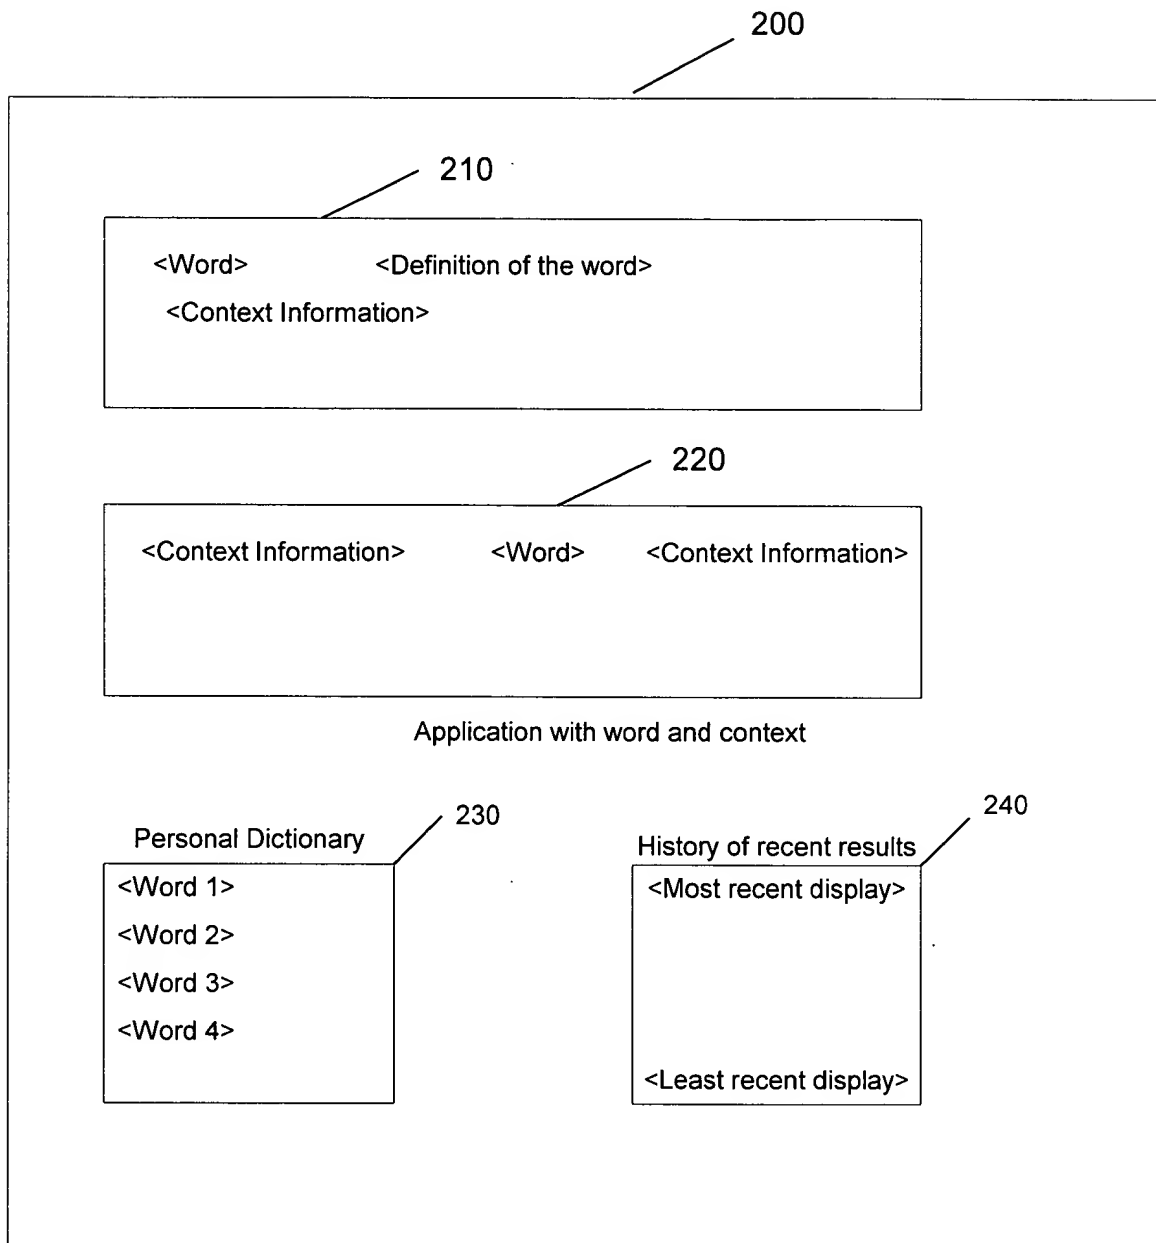 200
210
<Word> <Definition of the word>
<Context Information>
220
<Context Information> <Word> <Context Information>
Application with word and context
230
Personal Dictionary
<Word 1>
<Word 2>
<Word 3>
<Word 4>
240
History of recent results
<Most recent display>
<Least recent display>